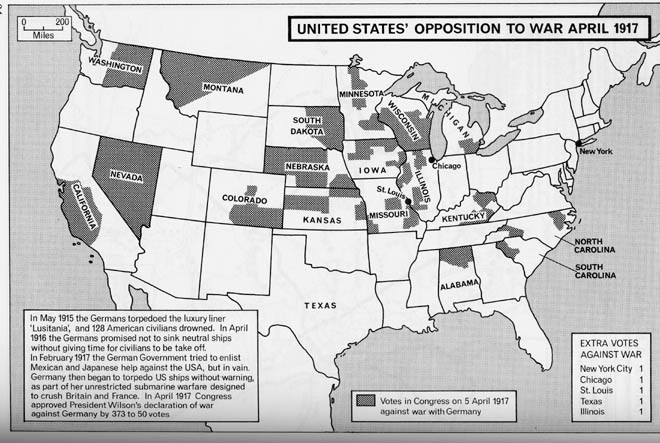 0 200
Miles
UNITED STATES' OPPOSITION TO WAR APRIL 1917
WASHINGTON
MONTANA
MINNESOTA
WISCONSIN
MICHIGAN
SOUTH
DAKOTA
New York
Chicago
NEBRASKA
IOWA
ILLINOIS
NEVADA
CALIFORNIA
COLORADO
St. Louis
KANSAS
MISSOURI
KENTUCKY
NORTH
CAROLINA
SOUTH
CAROLINA
ALABAMA
TEXAS
In May 1915 the Germans torpedoed the luxury liner
'Lusitania', and 128 American civilians drowned. In April
1916 the Germans promised not to sink neutral ships
without giving time for civilians to be take off.
In February 1917 the German Government tried to enlist
Mexican and Japanese help against the USA, but in vain.
Germany then began to torpedo US ships without warning,
as part of her unrestricted submarine warfare designed
to crush Britain and France. In April 1917 Congress
approved President Wilson's declaration of war
against Germany by 373 to 50 votes
Votes in Congress on 5 April 1917
against war with Germany
EXTRA VOTES
AGAINST WAR
New York City 1
Chicago 1
St. Louis 1
Texas 1
Illinois 1